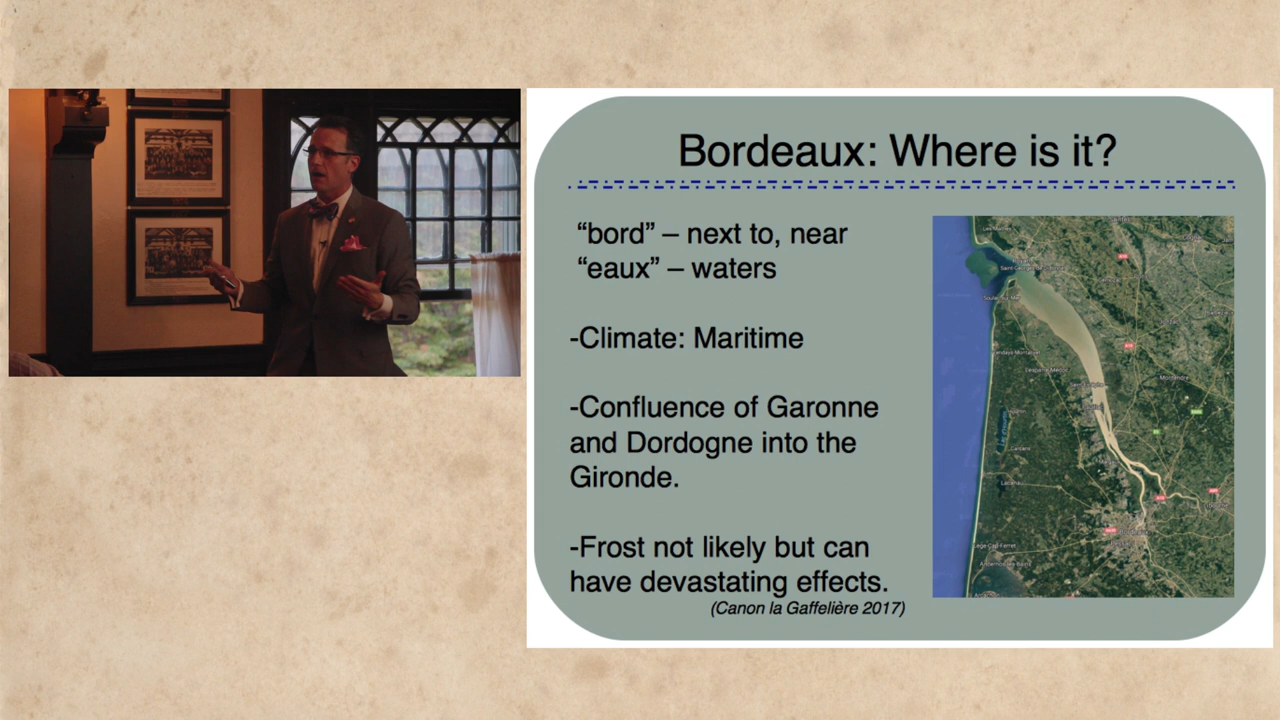 Bordeaux: Where is it?
“bord” – next to, near
“eaux” – waters
-Climate: Maritime
-Confluence of Garonne
and Dordogne into the
Gironde.
-Frost not likely but can
have devastating effects.
(Canon la Gaffelière 2017)
Lacanau